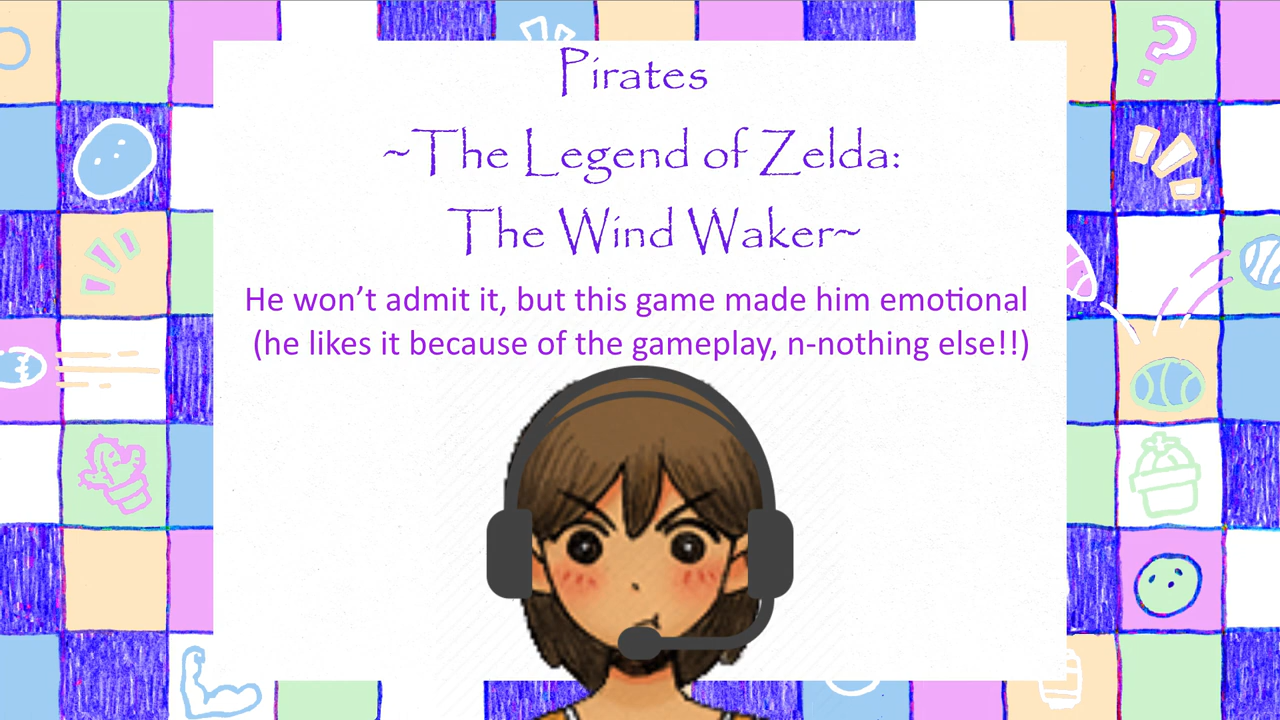 Pirates
~The Legend of Zelda:
The Wind Waker~
He won’t admit it, but this game made him emotional
(he likes it because of the gameplay, n-nothing else!!)